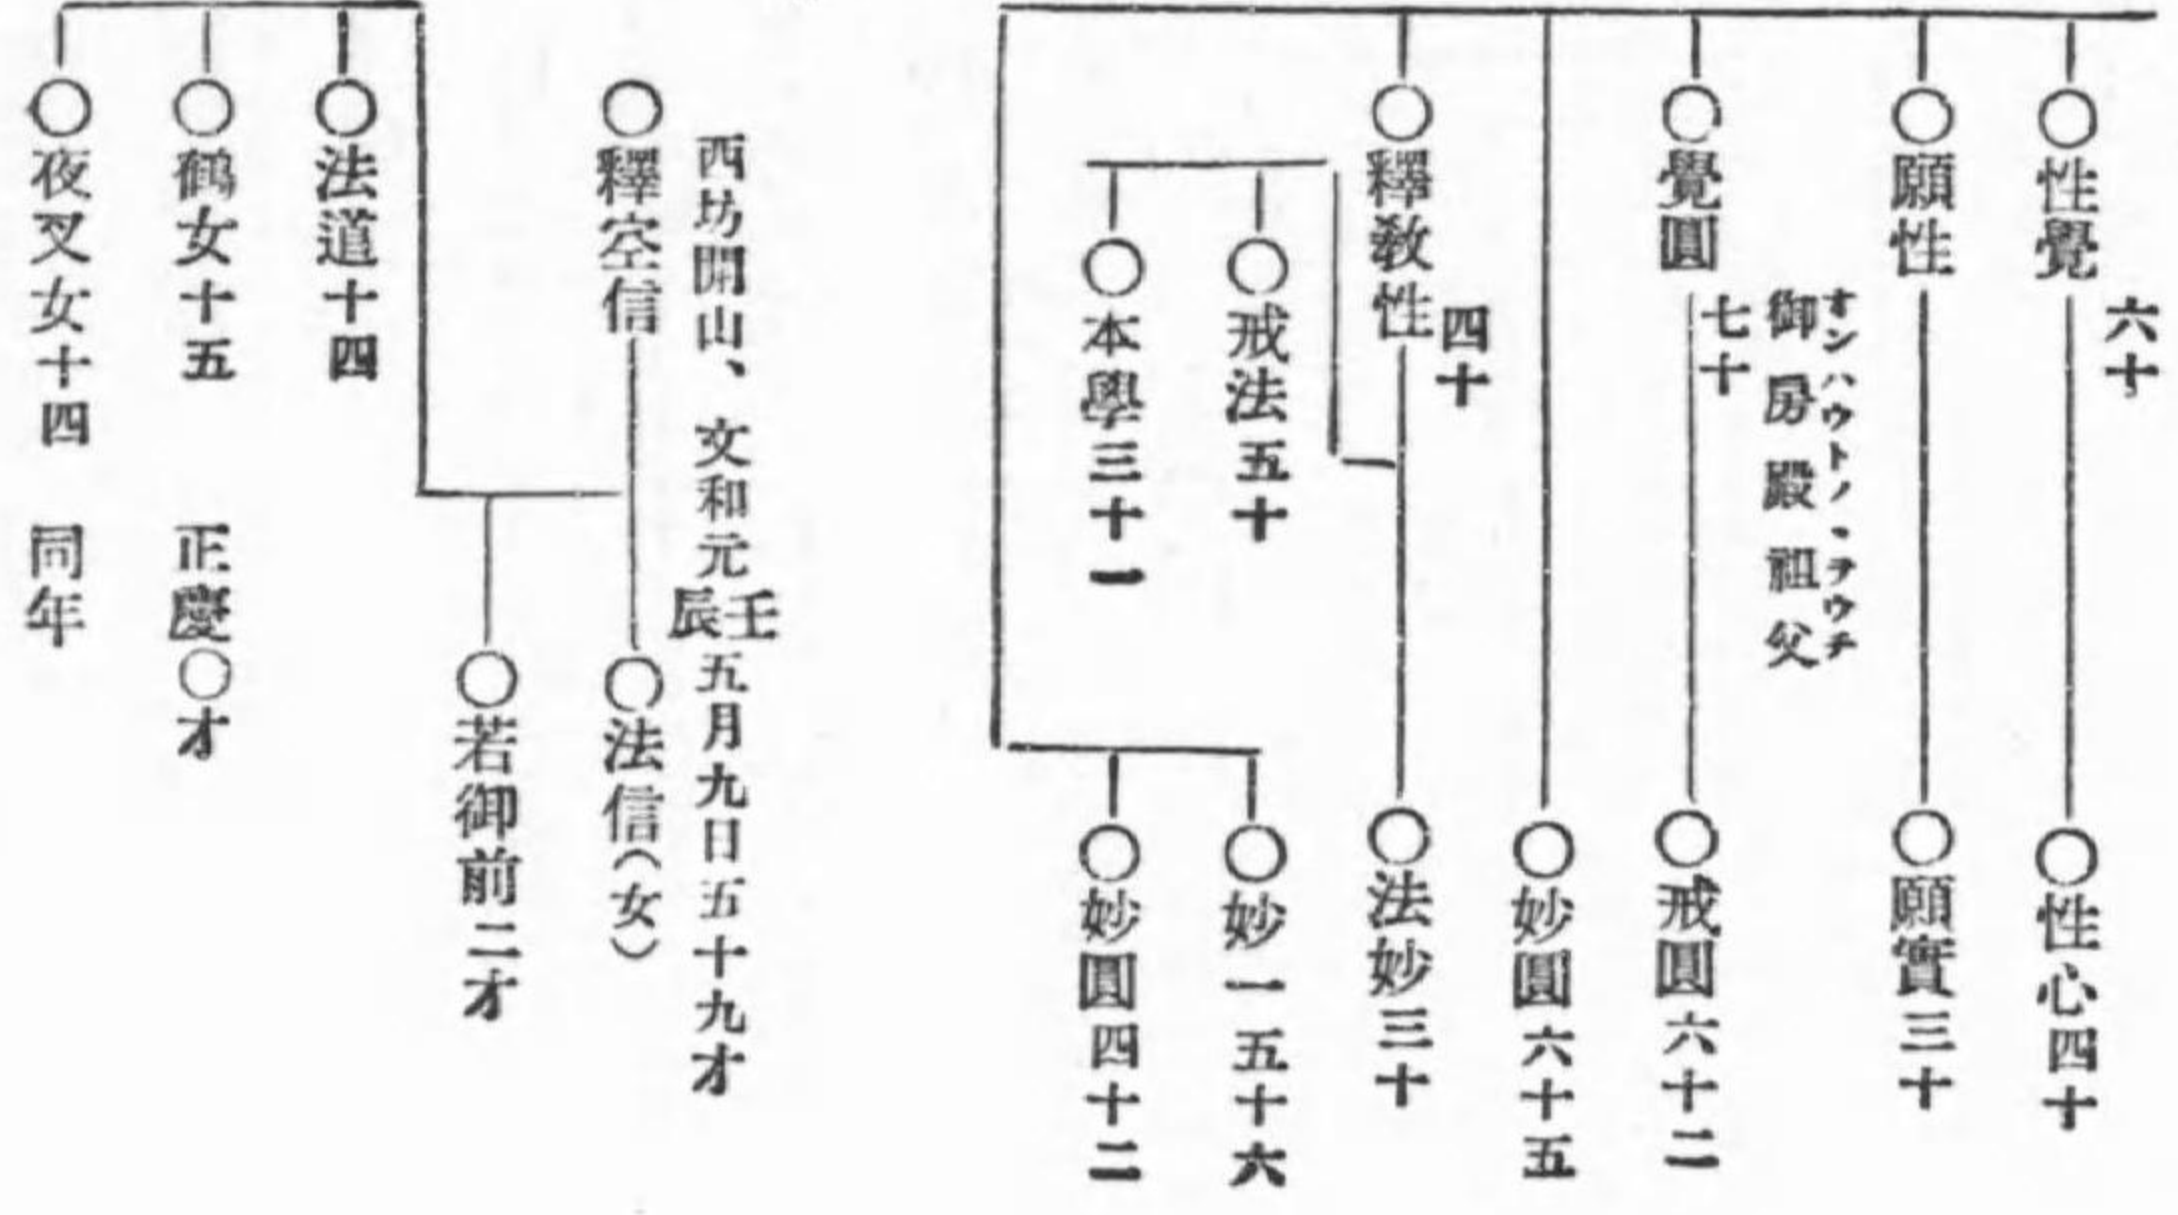 六十
○性覺
○性心四十
○願性
○願實三十
オンハウトノヽヲウチ
御房殿祖父
七十
○覺圓
○戒圓六十二
○妙圓六十五
四十
○釋教性
○法妙三十
○戒法五十
○本學三十一
○妙一五十六
○妙圓四十二
西坊開山、文和元壬辰五月九日五十九才
○釋空信
○法信(女)
○若御前二才
○法道十四
○鶴女十五 正慶○才
○夜叉女十四 同年